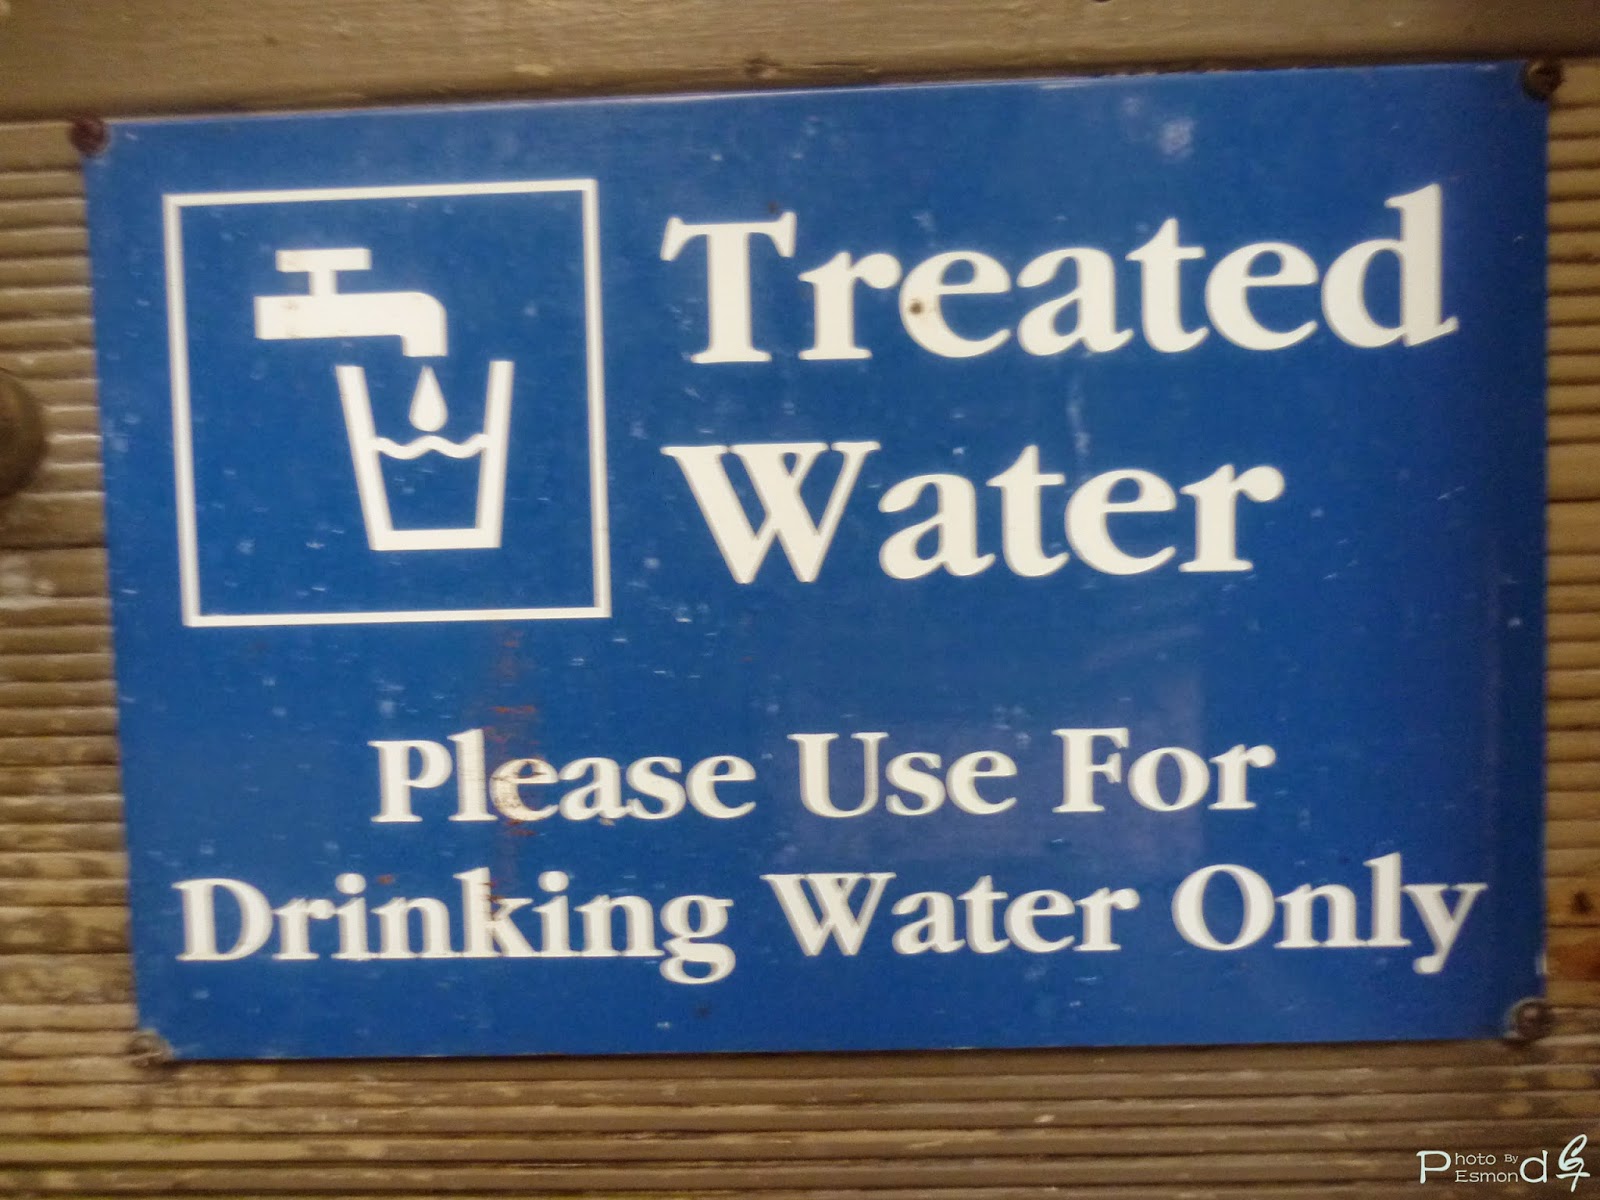 Treated
Water
Please Use For
Drinking Water Only
Photo By
Esmond